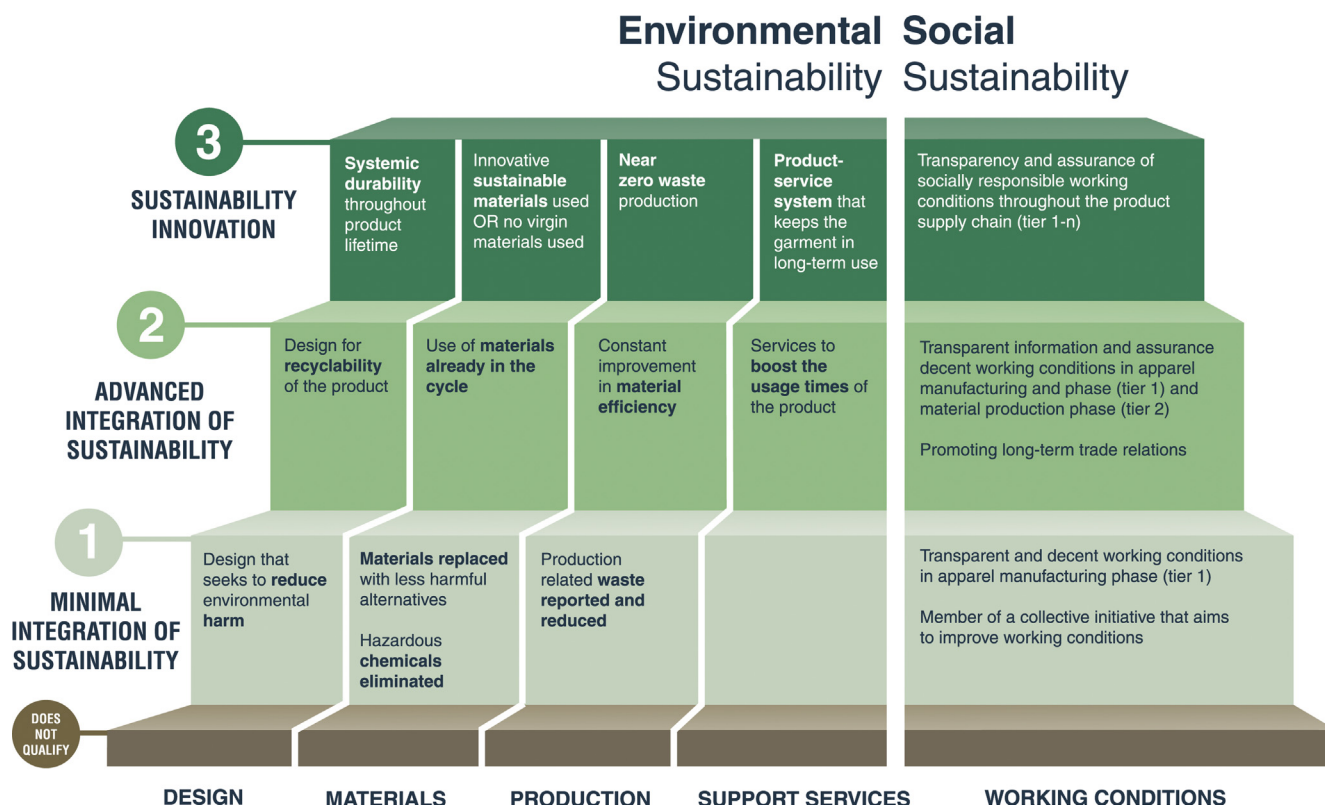 Environmental Social
Sustainability Sustainability
3
SUSTAINABILITY
INNOVATION
Systemic
durability
throughout
product
lifetime
Innovative
sustainable
materials used
OR no virgin
materials used
Near
zero waste
production
Product-
service
system that
keeps the
garment in
long-term use
Transparency and assurance of
socially responsible working
conditions throughout the product
supply chain (tier 1-n)
2
ADVANCED
INTEGRATION OF
SUSTAINABILITY
Design for
recyclability
of the product
Use of materials
already in the
cycle
Constant
improvement
in material
efficiency
Services to
boost the
usage times of
the product
Transparent information and assurance
decent working conditions in apparel
manufacturing and phase (tier 1) and
material production phase (tier 2)
Promoting long-term trade relations
1
MINIMAL
INTEGRATION OF
SUSTAINABILITY
Design that
seeks to reduce
environmental
harm
Materials replaced
with less harmful
alternatives
Hazardous
chemicals
eliminated
Production
related waste
reported and
reduced
Transparent and decent working conditions
in apparel manufacturing phase (tier 1)
Member of a collective initiative that aims
to improve working conditions
DOES
NOT
QUALIFY
DESIGN MATERIALS PRODUCTION SUPPORT SERVICES WORKING CONDITIONS